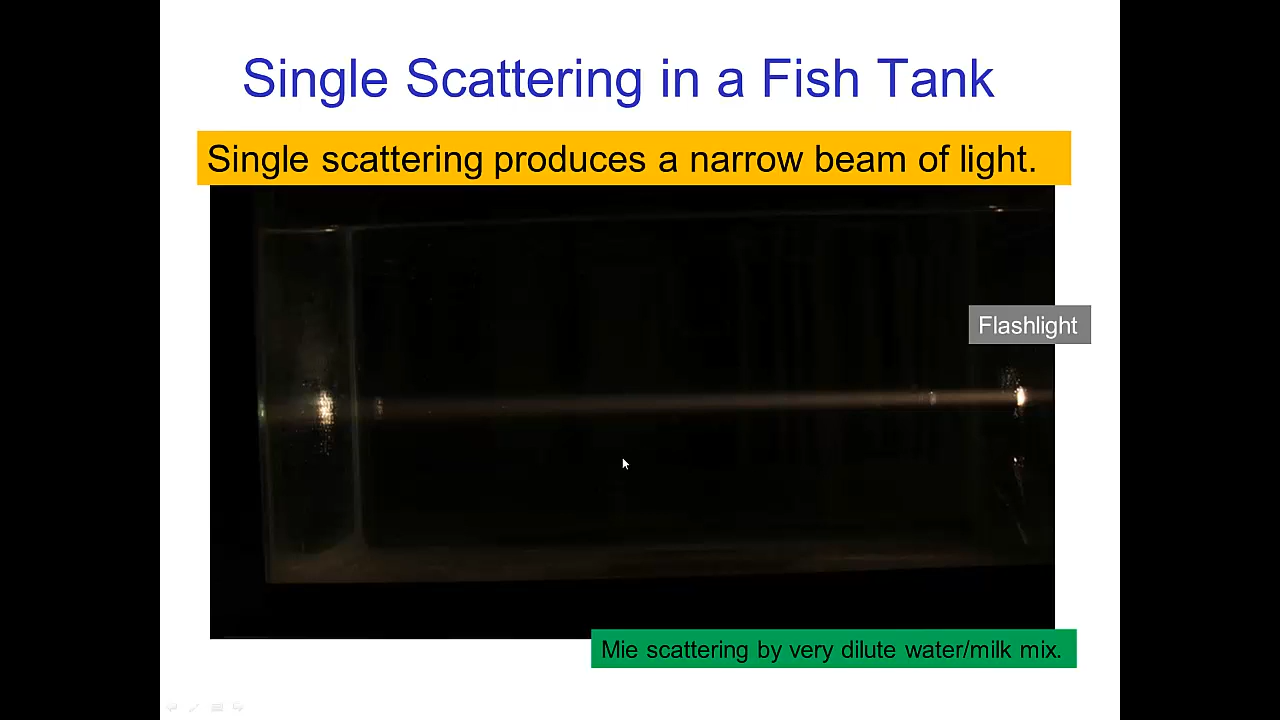 Single Scattering in a Fish Tank
Single scattering produces a narrow beam of light.
Flashlight
Mie scattering by very dilute water/milk mix.